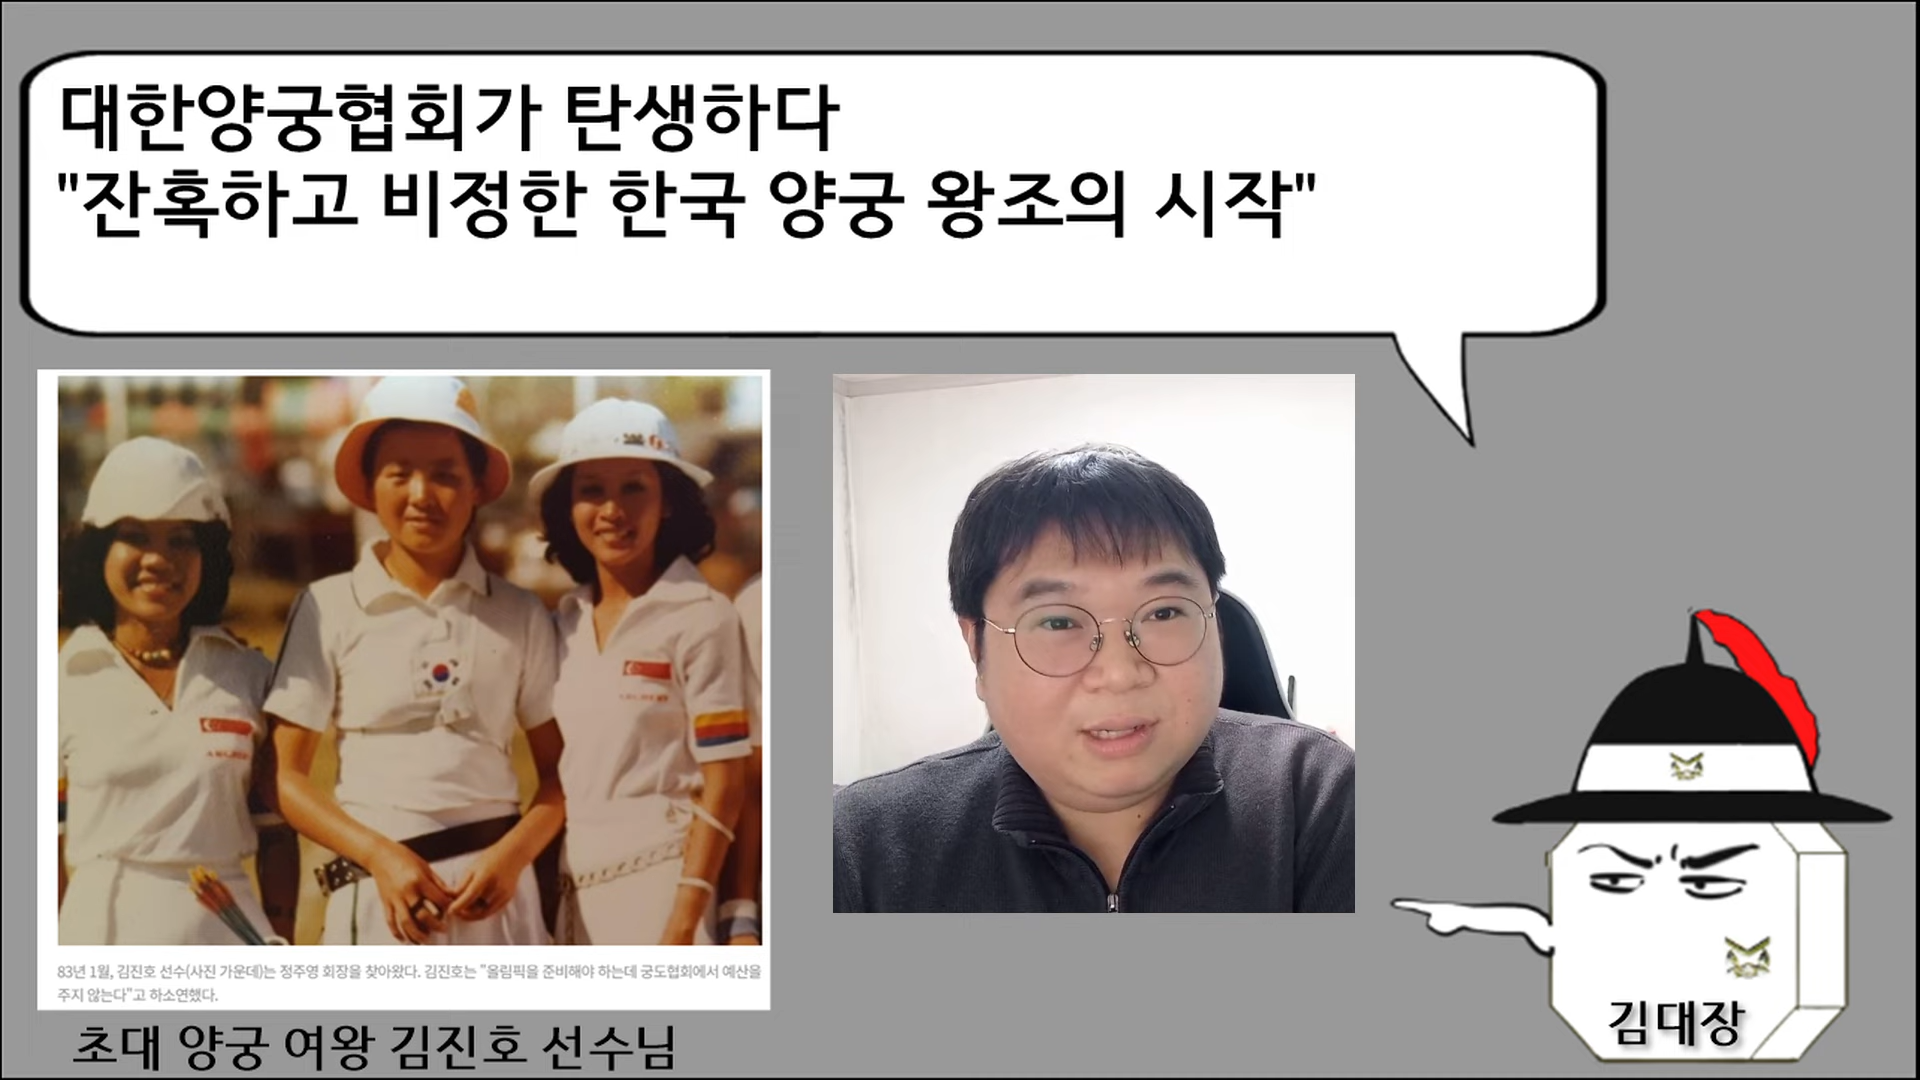 대한양궁협회가 탄생하다
"잔혹하고 비정한 한국 양궁 왕조의 시작"
83년 1월, 김진호 선수(사진 가운데)는 정주영 회장을 찾아왔다. 김진호는 "올림픽을 준비해야 하는데 궁도협회에서 예산을
주지 않는다"고 하소연했다.
초대 양궁 여왕 김진호 선수님
김대장